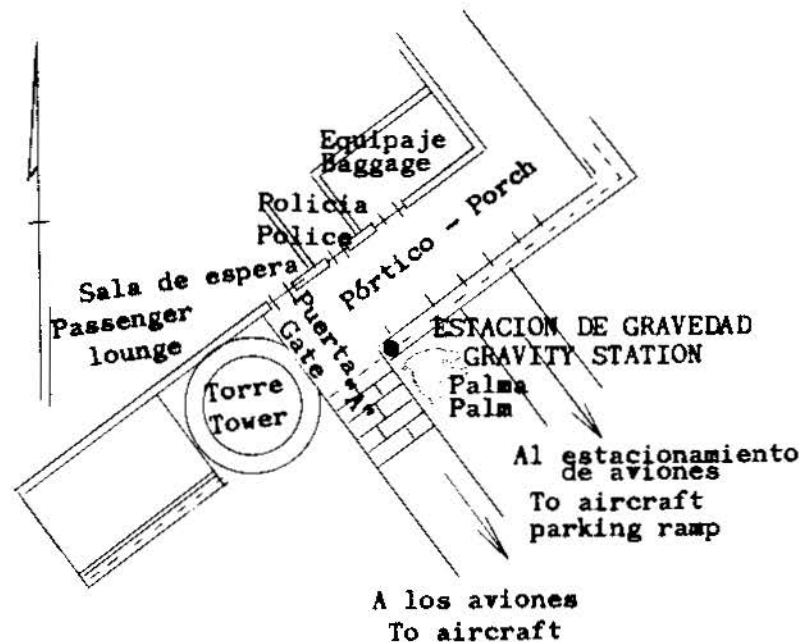 Equipaje
Baggage
Policia
Police
Pórtico - Porch
Sala de espera
Passenger
lounge
Puerta "A"
Gate
ESTACION DE GRAVEDAD
GRAVITY STATION
Torre
Tower
Palma
Palm
Al estacionamiento
de aviones
To aircraft
parking ramp
A los aviones
To aircraft